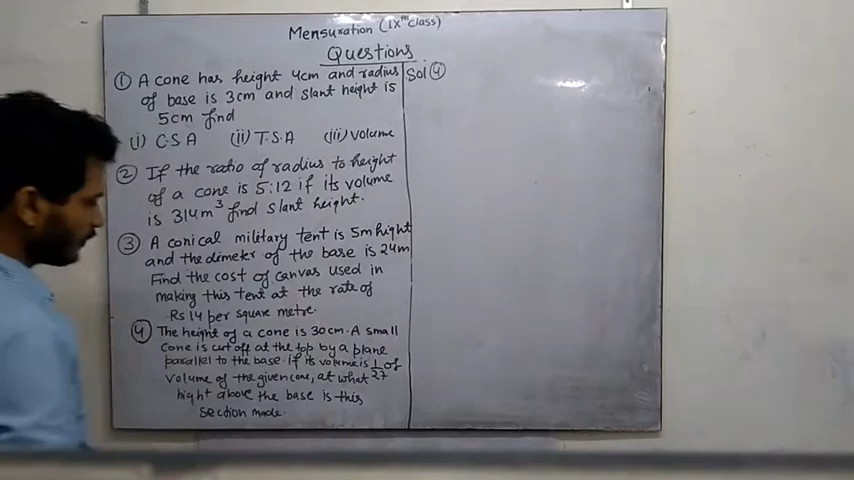 Mensuration (IXth class)
Questions
① A cone has height 4cm and radius
of base is 3cm and slant height is
5cm find
(i) C.S A (ii) T.S.A (iii) volume
② If the ratio of radius to height
of a cone is 5:12 if its volume
is 314m³ find slant height.
③ A conical military tent is 5m hight
and the dimeter of the base is 24m
Find the cost of canvas used in
making this tent at the rate of
Rs 14 per square metre.
④ The height of a cone is 30cm. A small
cone is cut off at the top by a plane
parallel to the base. if its volume is 1/27 of
volume of the given cone, at what
hight above the base is this
section made.
Sol ④